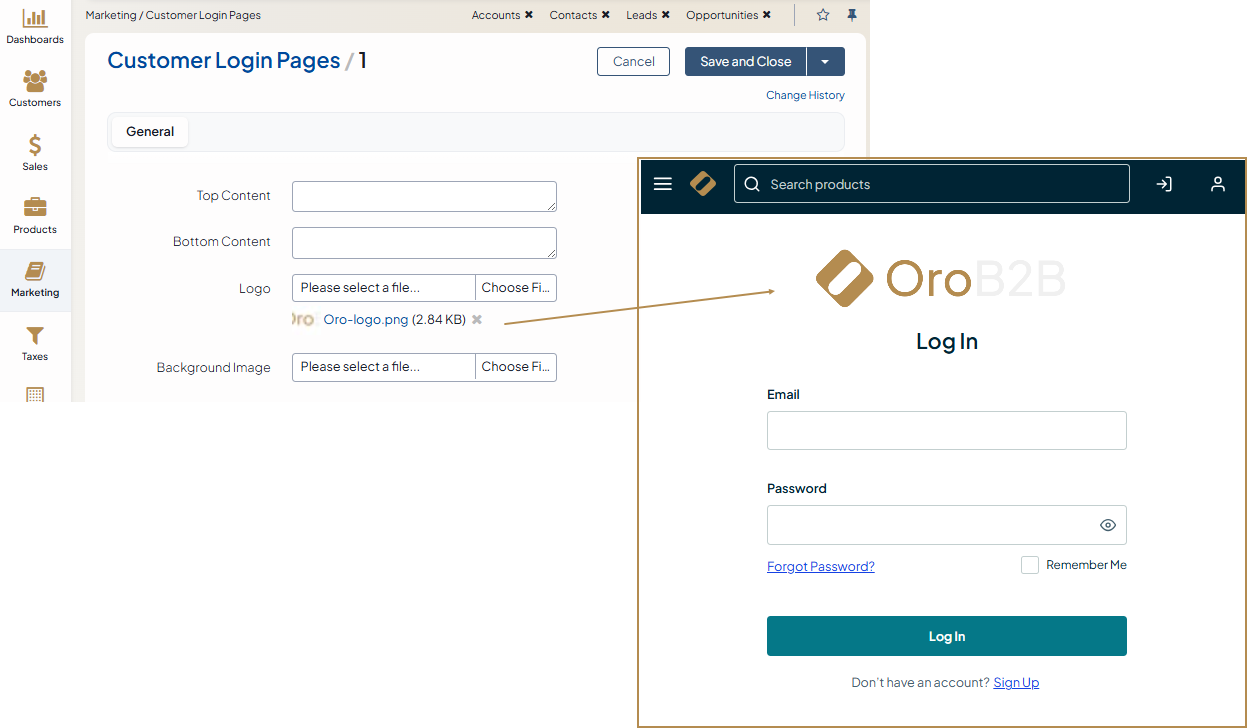 Marketing / Customer Login Pages
Accounts ✖ Contacts ✖ Leads ✖ Opportunities ✖
Dashboards
Customers
Sales
Products
Marketing
Taxes
Customer Login Pages / 1
Cancel
Save and Close
Change History
General
Top Content
Bottom Content
Logo
Please select a file...
Choose Fi...
Oro
Oro-logo.png (2.84 KB) ✖
Background Image
Please select a file...
Choose Fi...
Search products
OroB2B
Log In
Email
Password
Forgot Password?
Remember Me
Log In
Don't have an account? Sign Up